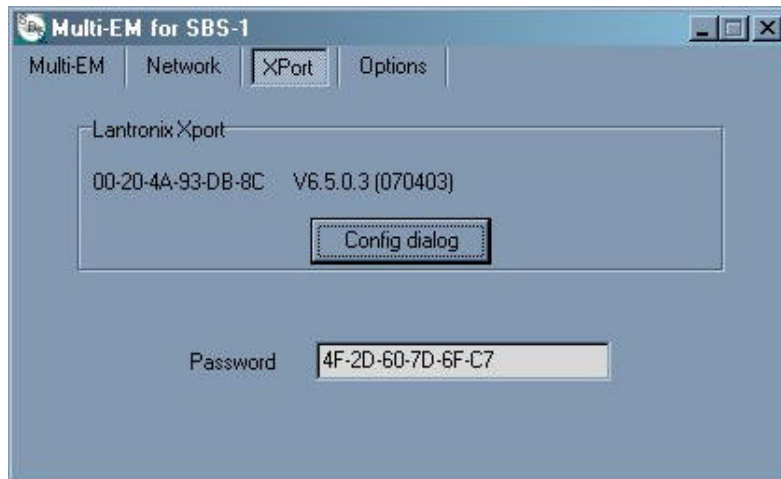 Multi-EM for SBS-1
Multi-EM Network XPort Options
Lantronix Xport
00-20-4A-93-DB-8C V6.5.0.3 (070403)
Config dialog
Password 4F-2D-60-7D-6F-C7